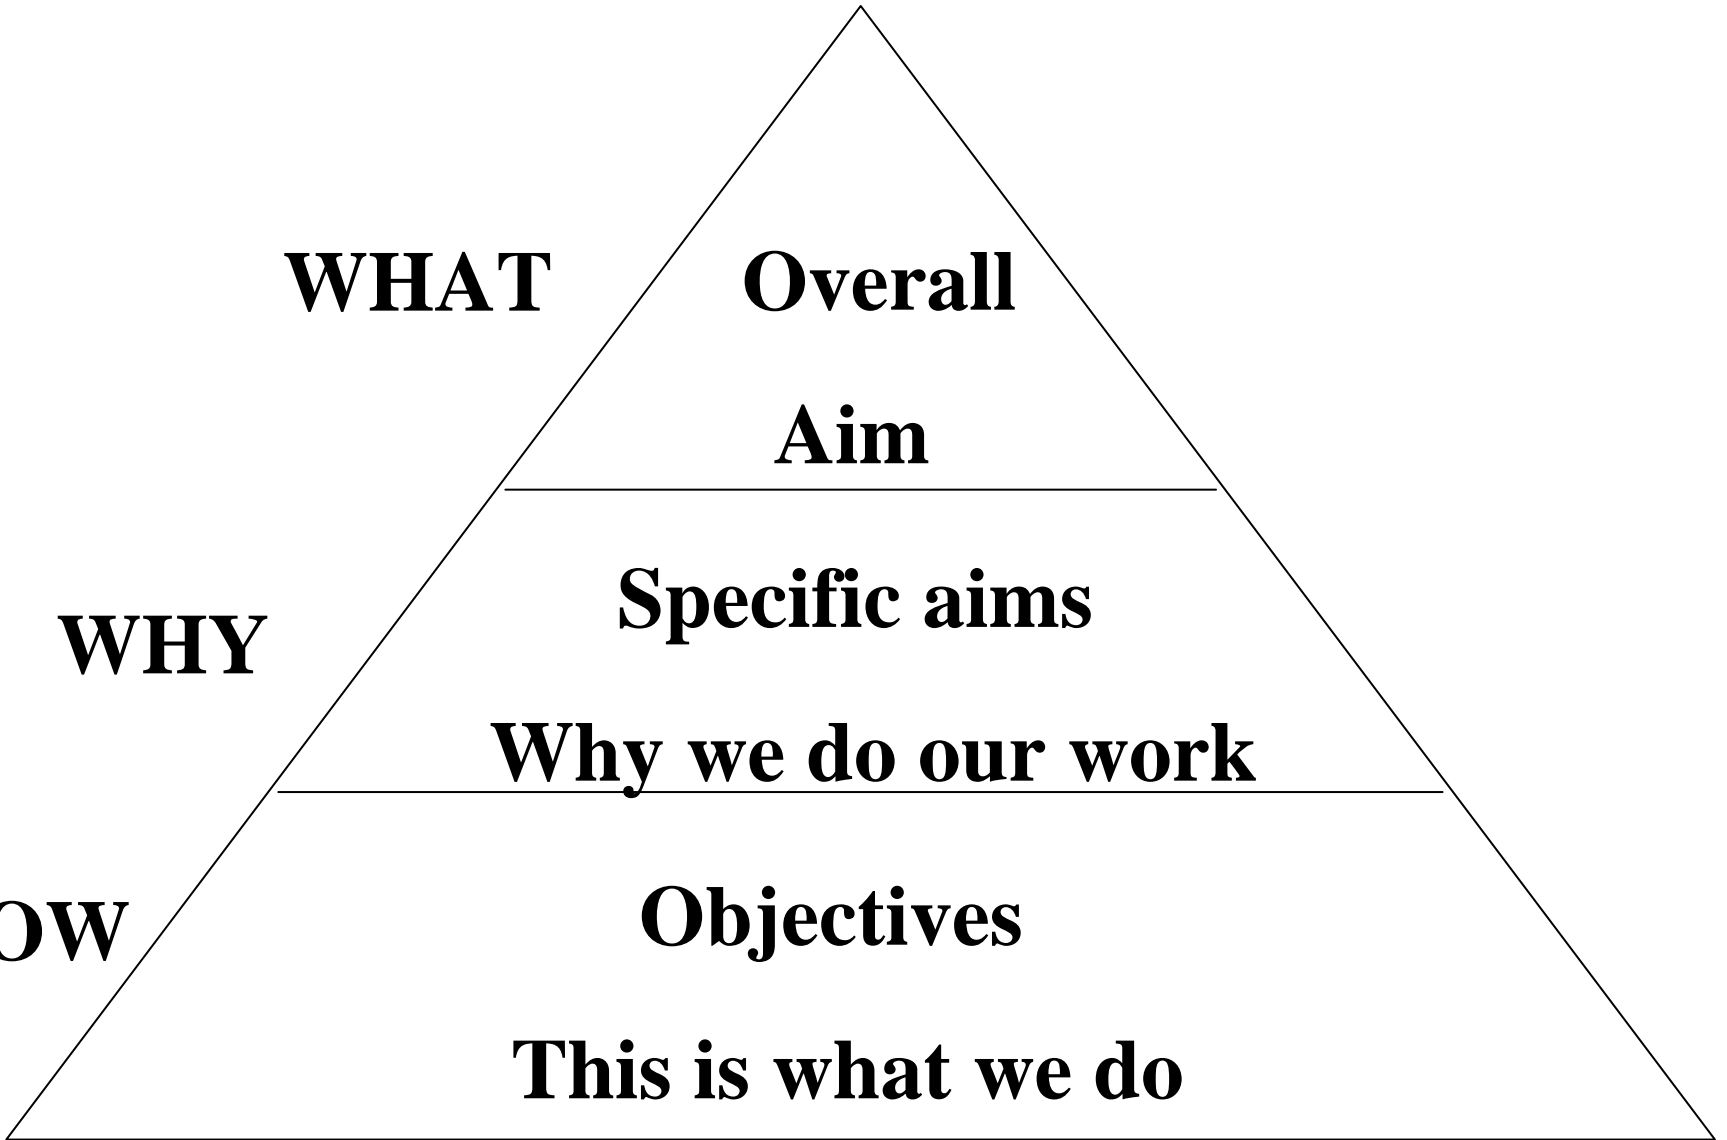 WHAT
Overall
Aim
WHY
Specific aims
Why we do our work
OW
Objectives
This is what we do